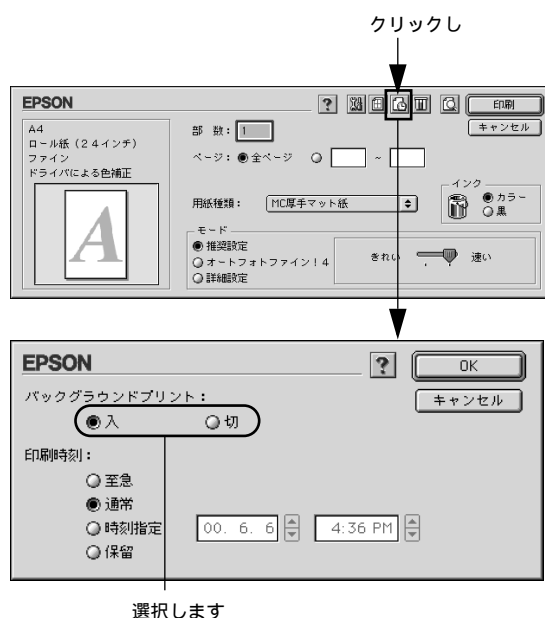 クリックし
EPSON
? 印刷
キャンセル
A4
ロール紙（24インチ）
ファイン
ドライバによる色補正
A
部 数： 1
ページ： 全ページ ~
用紙種類： MC厚手マット紙
インク
カラー
黒
モード
推奨設定
オートフォトファイン！4
詳細設定
きれい 速い
EPSON
? OK
キャンセル
バックグラウンドプリント：
入 切
印刷時刻：
至急
通常
時刻指定 00. 6. 6 4:36 PM
保留
選択します